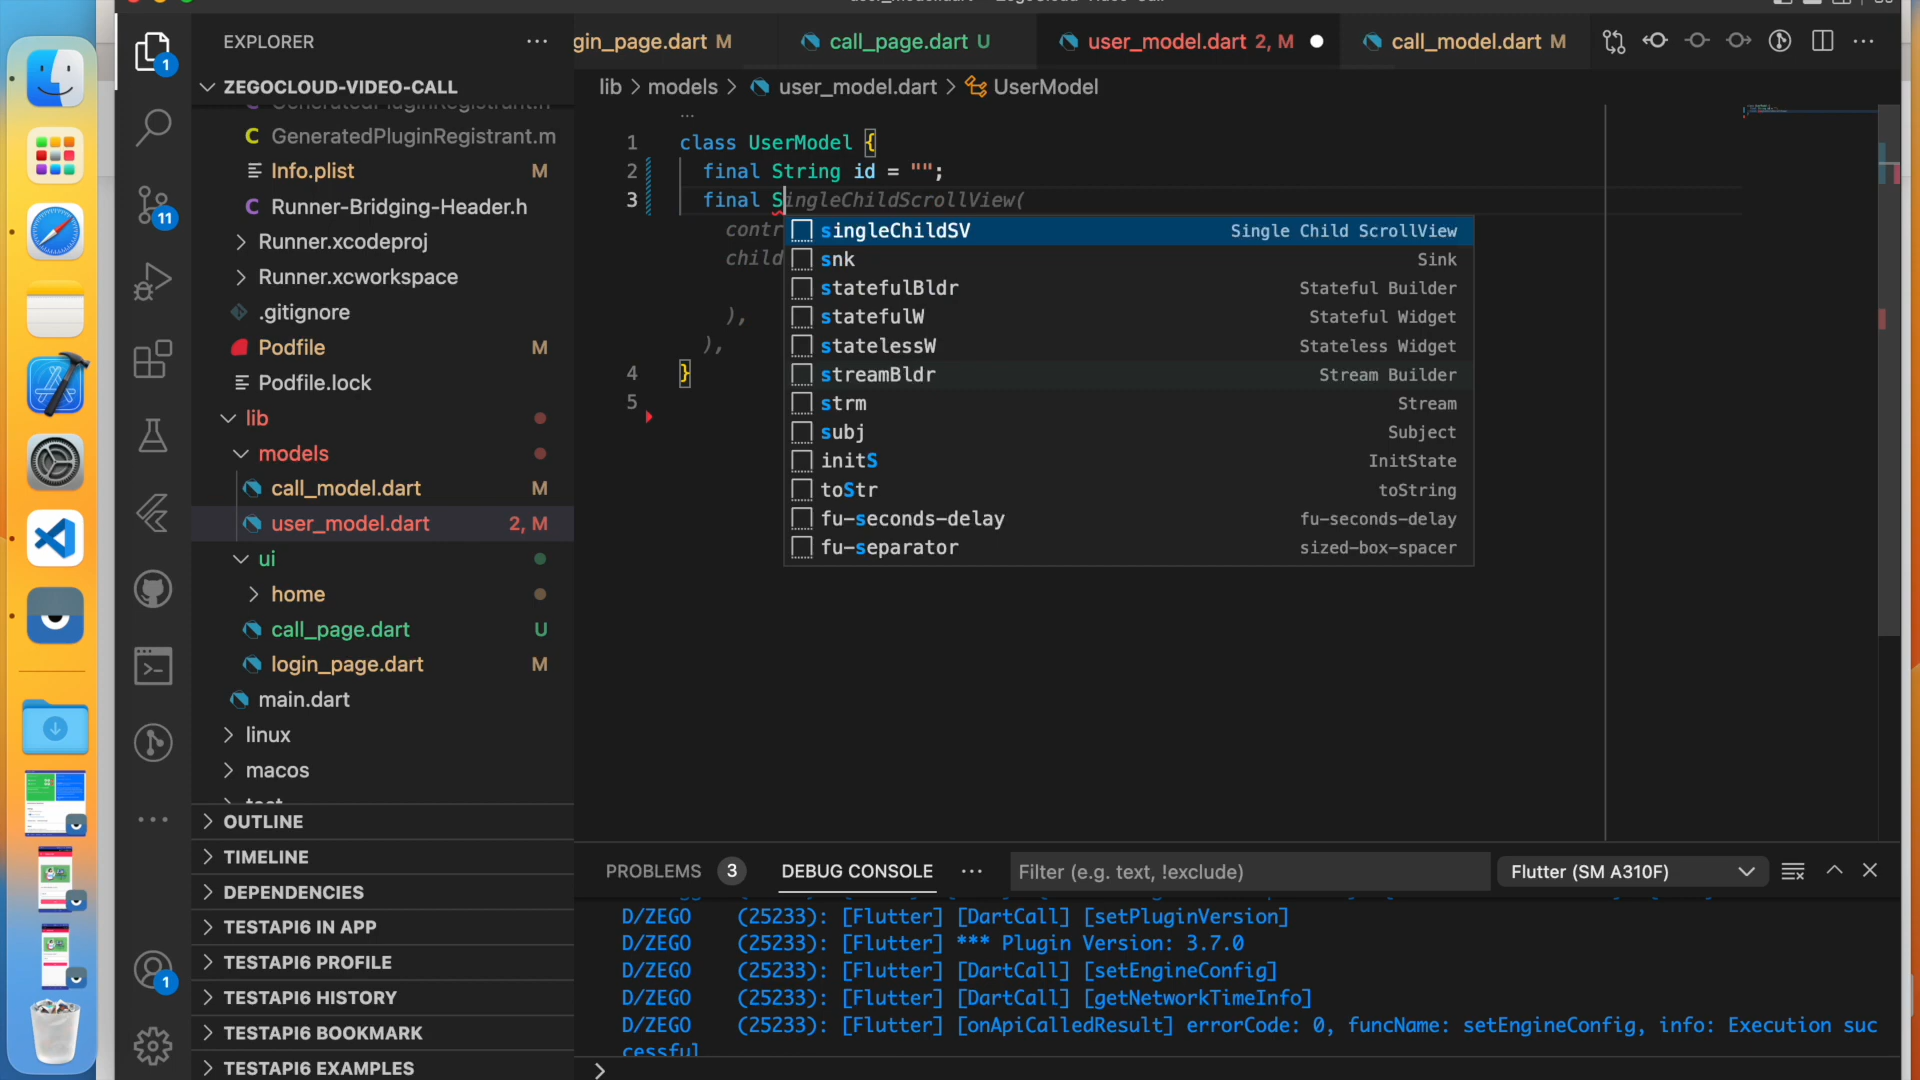 EXPLORER
ZEGOCLOUD-VIDEO-CALL
GeneratedPluginRegistrant.h
GeneratedPluginRegistrant.m
Info.plist M
Runner-Bridging-Header.h
Runner.xcodeproj
Runner.xcworkspace
.gitignore
Podfile M
Podfile.lock
lib
models
call_model.dart M
user_model.dart 2, M
ui
home
call_page.dart U
login_page.dart M
main.dart
linux
macos
test
OUTLINE
TIMELINE
DEPENDENCIES
TESTAPI6 IN APP
TESTAPI6 PROFILE
TESTAPI6 HISTORY
TESTAPI6 BOOKMARK
TESTAPI6 EXAMPLES
1
11
1
gin_page.dart M
call_page.dart U
user_model.dart 2, M
call_model.dart M
lib > models > user_model.dart > UserModel
1 class UserModel {
2 final String id = "";
3 final SingleChildScrollView(
contr
child
),
),
4 }
5
singleChildSV Single Child ScrollView
snk Sink
statefulBldr Stateful Builder
statefulW Stateful Widget
statelessW Stateless Widget
streamBldr Stream Builder
strm Stream
subj Subject
initS InitState
toStr toString
fu-seconds-delay fu-seconds-delay
fu-separator sized-box-spacer
PROBLEMS 3 DEBUG CONSOLE Filter (e.g. text, !exclude) Flutter (SM A310F)
D/ZEGO (25233): [Flutter] [DartCall] [setPluginVersion]
D/ZEGO (25233): [Flutter] *** Plugin Version: 3.7.0
D/ZEGO (25233): [Flutter] [DartCall] [setEngineConfig]
D/ZEGO (25233): [Flutter] [DartCall] [getNetworkTimeInfo]
D/ZEGO (25233): [Flutter] [onApiCalledResult] errorCode: 0, funcName: setEngineConfig, info: Execution suc
cessful